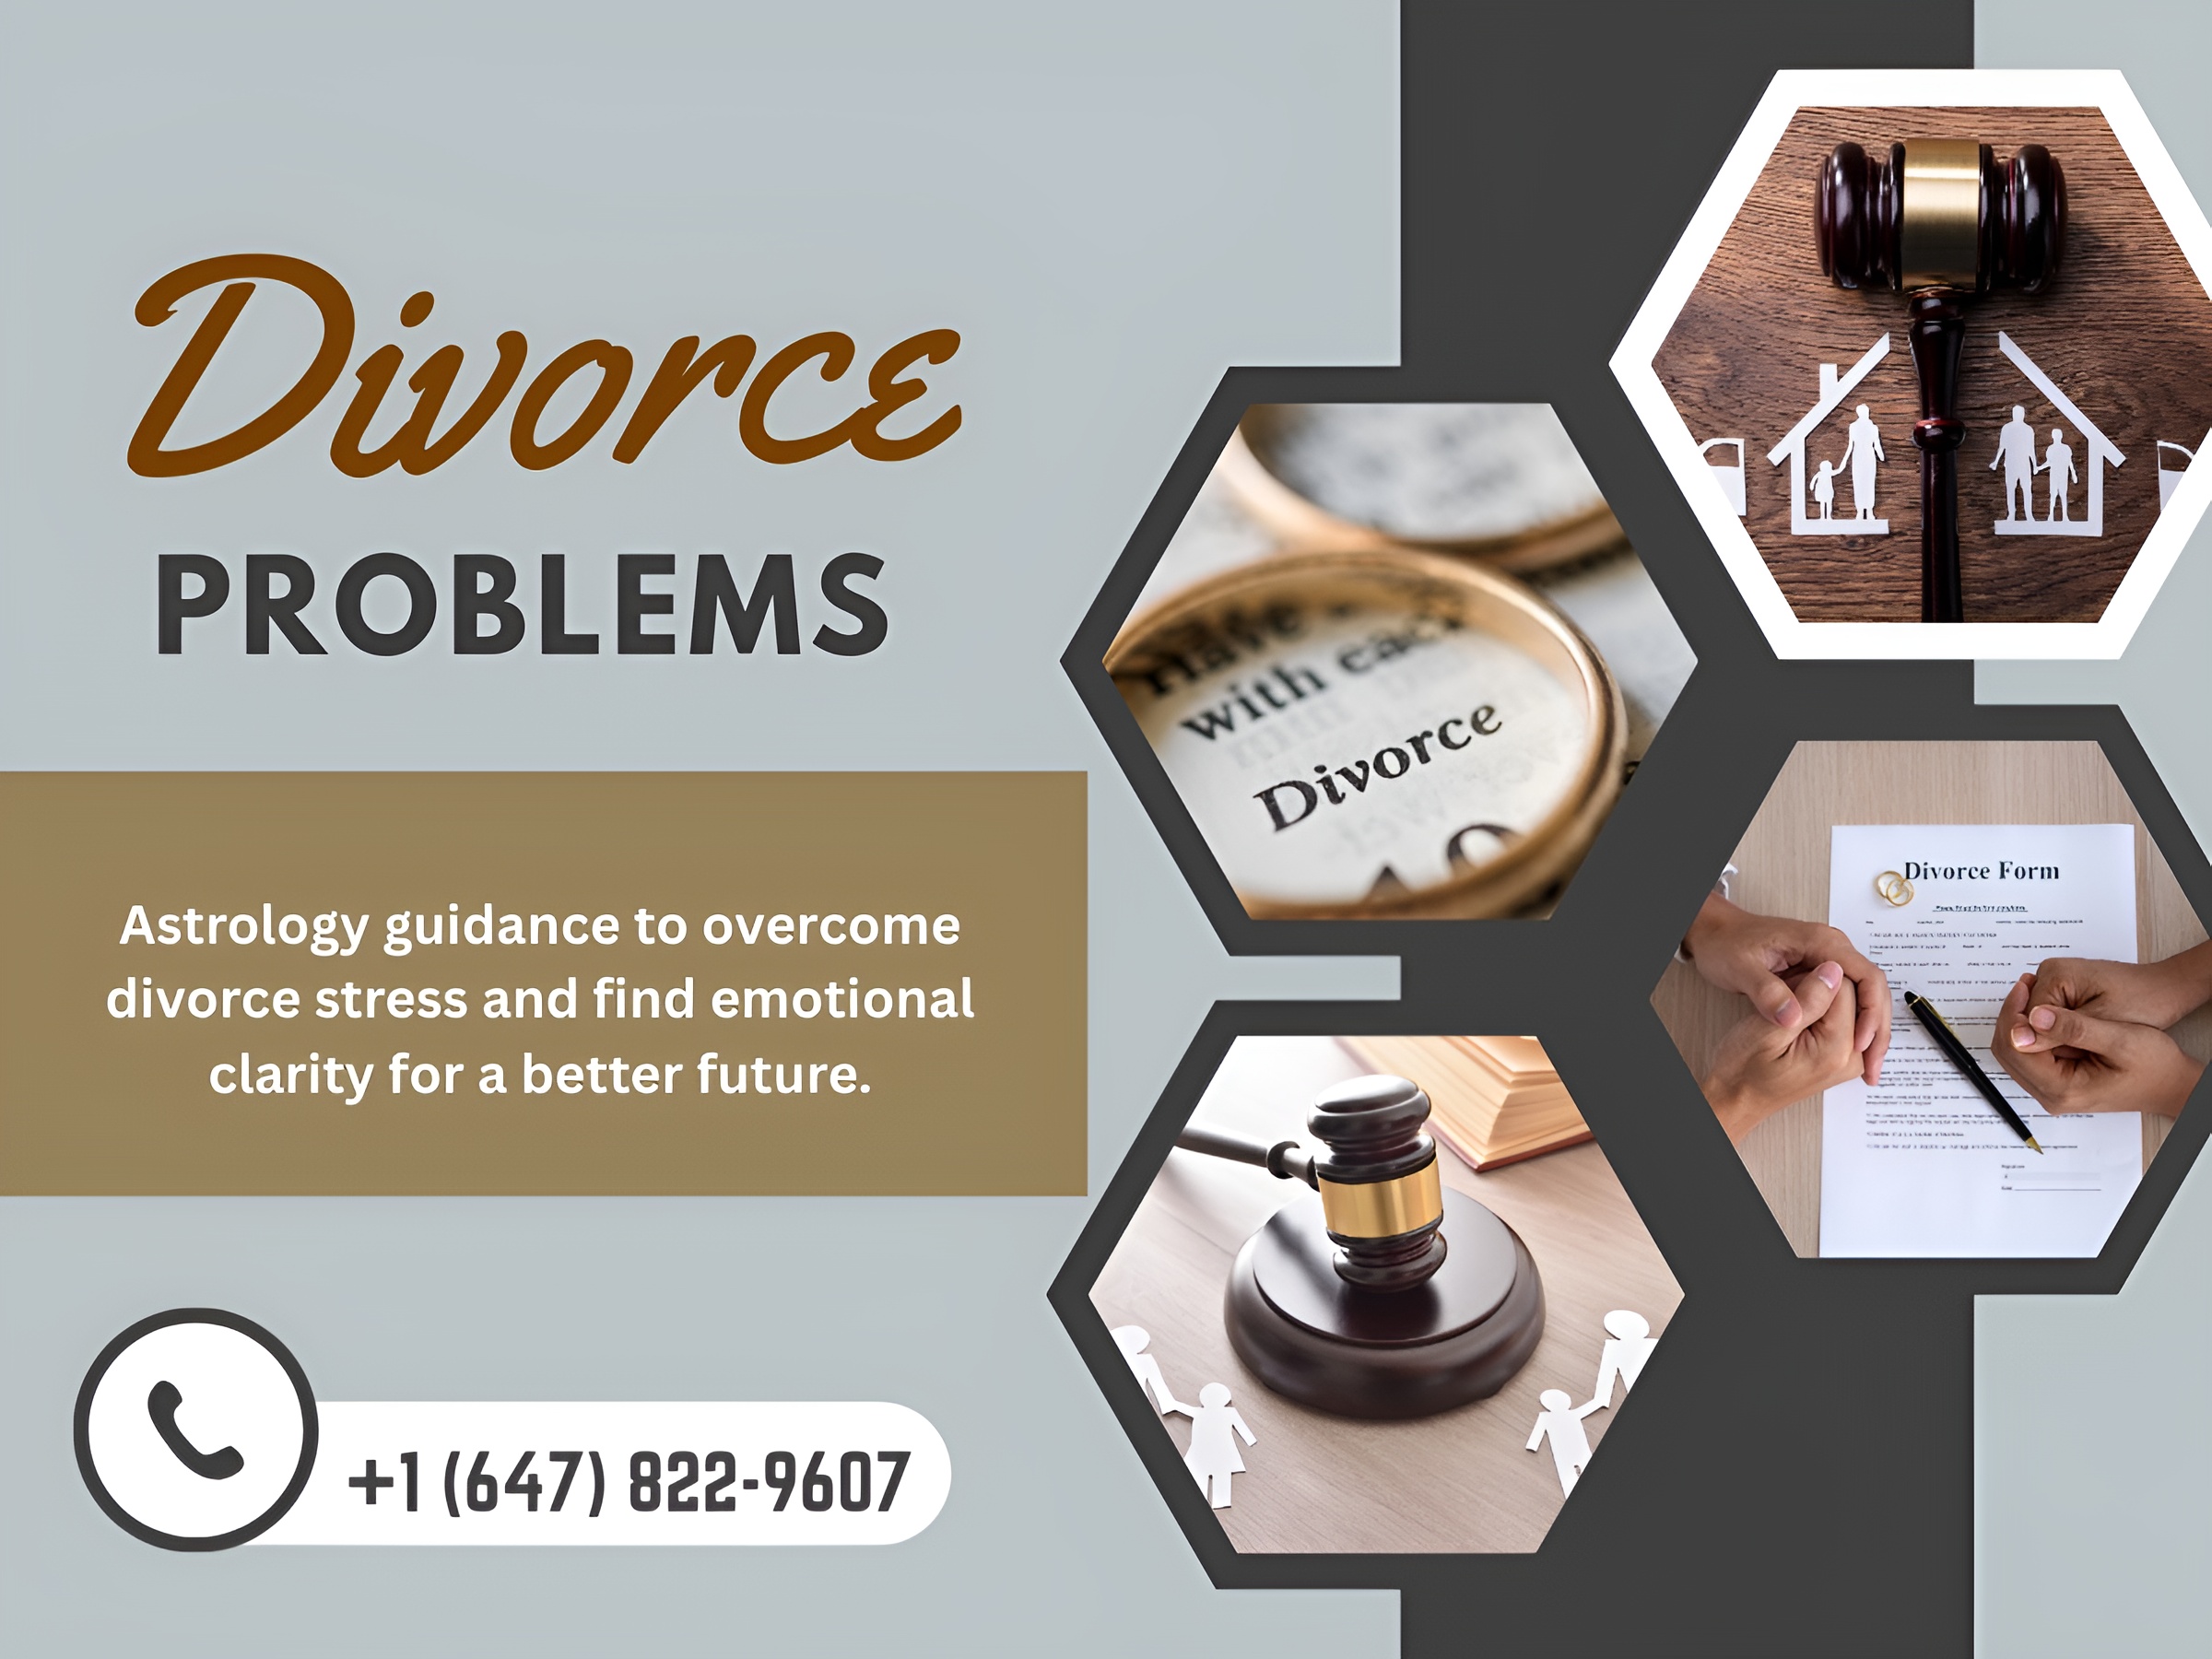 Divorce
PROBLEMS
Astrology guidance to overcome
divorce stress and find emotional
clarity for a better future.
+1 (647) 822-9607
with each
Divorce
Divorce Form